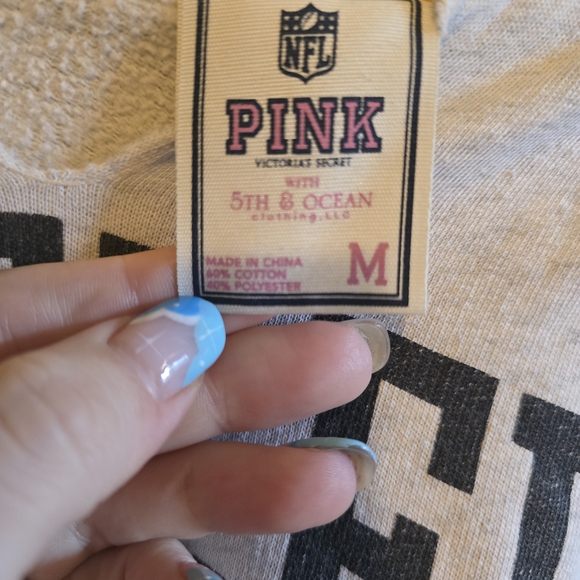 NFL
PINK
VICTORIA'S SECRET
WITH
5TH & OCEAN
clothing, LLC
MADE IN CHINA
60% COTTON
40% POLYESTER
M